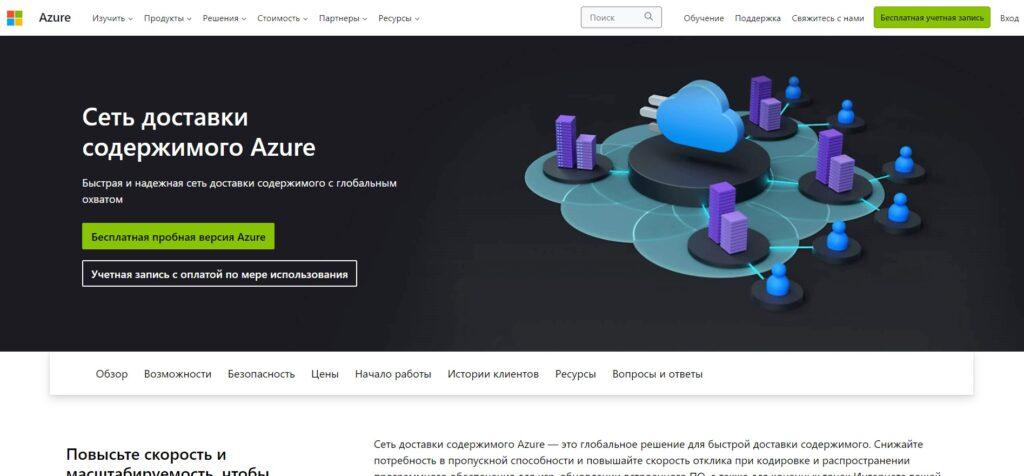 Azure Изучить Продукты Решения Стоимость Партнеры Ресурсы Поиск Обучение Поддержка Свяжитесь с нами Бесплатная учетная запись Вход
Сеть доставки
содержимого Azure
Быстрая и надежная сеть доставки содержимого с глобальным
охватом
Бесплатная пробная версия Azure
Учетная запись с оплатой по мере использования
Обзор Возможности Безопасность Цены Начало работы Истории клиентов Ресурсы Вопросы и ответы
Повысьте скорость и
масштабируемость, чтобы
Сеть доставки содержимого Azure — это глобальное решение для быстрой доставки содержимого. Снижайте
потребность в пропускной способности и повышайте скорость отклика при кодировке и распространении